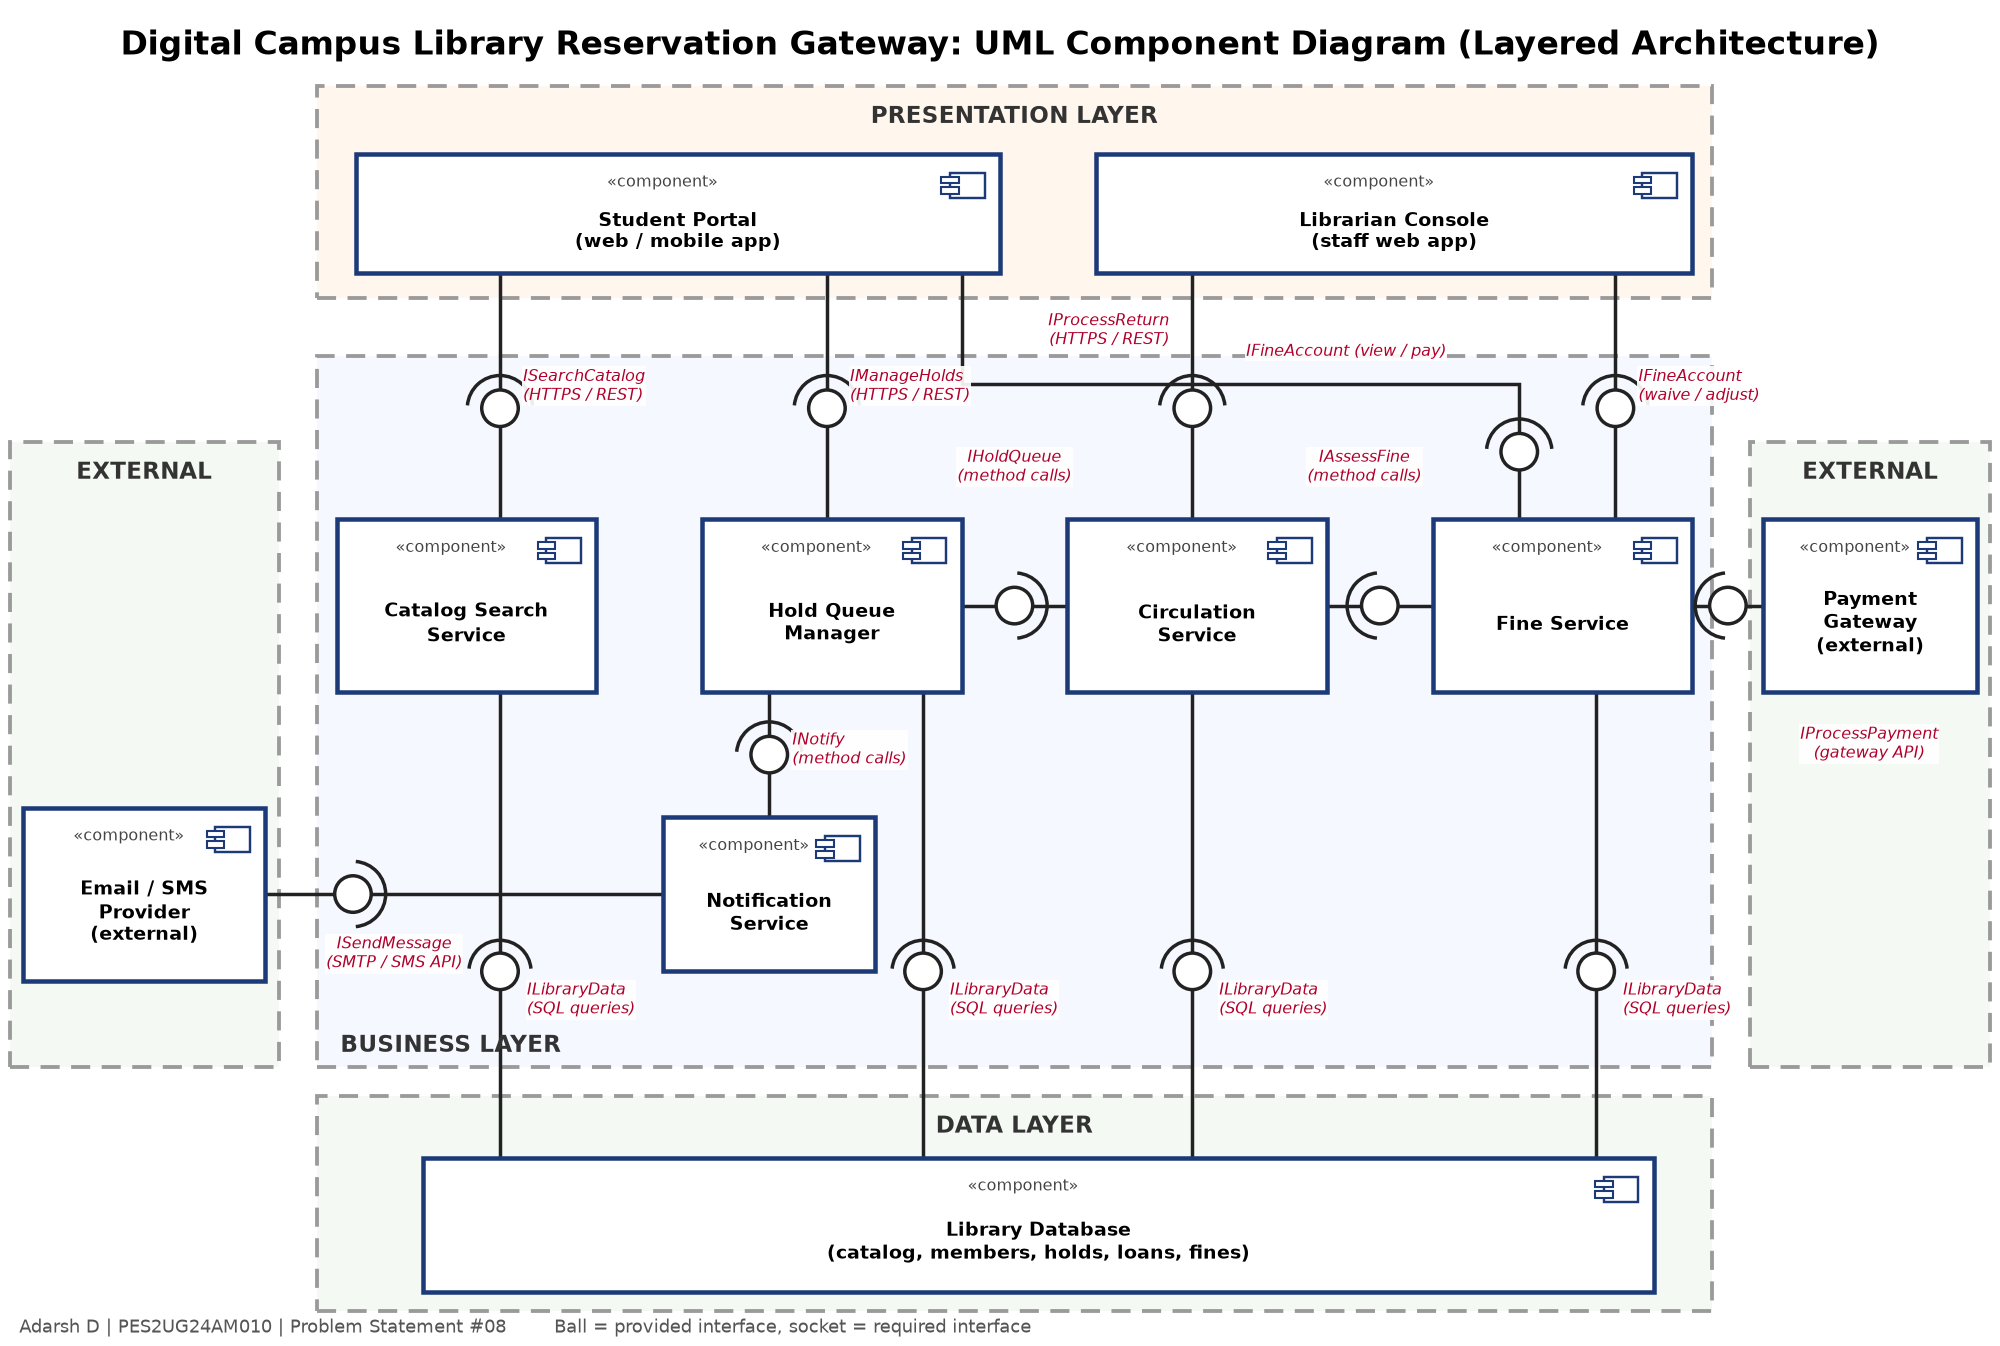 Digital Campus Library Reservation Gateway: UML Component Diagram (Layered Architecture)
PRESENTATION LAYER
«component»
Student Portal
(web / mobile app)
«component»
Librarian Console
(staff web app)
IProcessReturn
(HTTPS / REST)
IFineAccount (view / pay)
ISearchCatalog
(HTTPS / REST)
IManageHolds
(HTTPS / REST)
IFineAccount
(waive / adjust)
IHoldQueue
(method calls)
IAssessFine
(method calls)
EXTERNAL
EXTERNAL
«component»
Catalog Search
Service
«component»
Hold Queue
Manager
«component»
Circulation
Service
«component»
Fine Service
«component»
Payment
Gateway
(external)
INotify
(method calls)
IProcessPayment
(gateway API)
«component»
Email / SMS
Provider
(external)
«component»
Notification
Service
ISendMessage
(SMTP / SMS API)
ILibraryData
(SQL queries)
ILibraryData
(SQL queries)
ILibraryData
(SQL queries)
ILibraryData
(SQL queries)
BUSINESS LAYER
DATA LAYER
«component»
Library Database
(catalog, members, holds, loans, fines)
Adarsh D | PES2UG24AM010 | Problem Statement #08
Ball = provided interface, socket = required interface